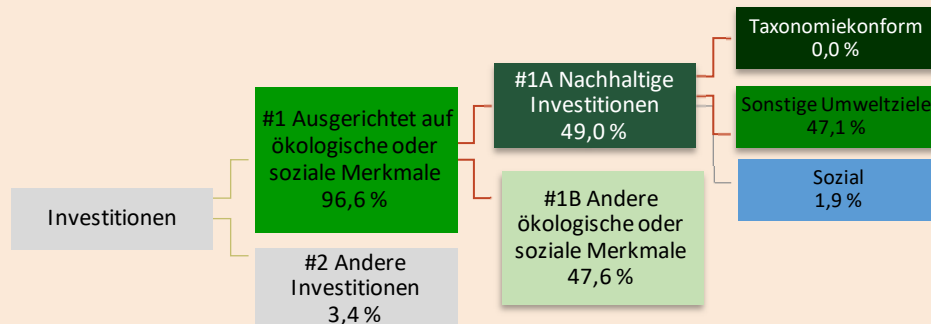 Investitionen
#1 Ausgerichtet auf
ökologische oder
soziale Merkmale
96,6 %
#2 Andere
Investitionen
3,4 %
#1A Nachhaltige
Investitionen
49,0 %
#1B Andere
ökologische oder
soziale Merkmale
47,6 %
Taxonomiekonform
0,0 %
Sonstige Umweltziele
47,1 %
Sozial
1,9 %